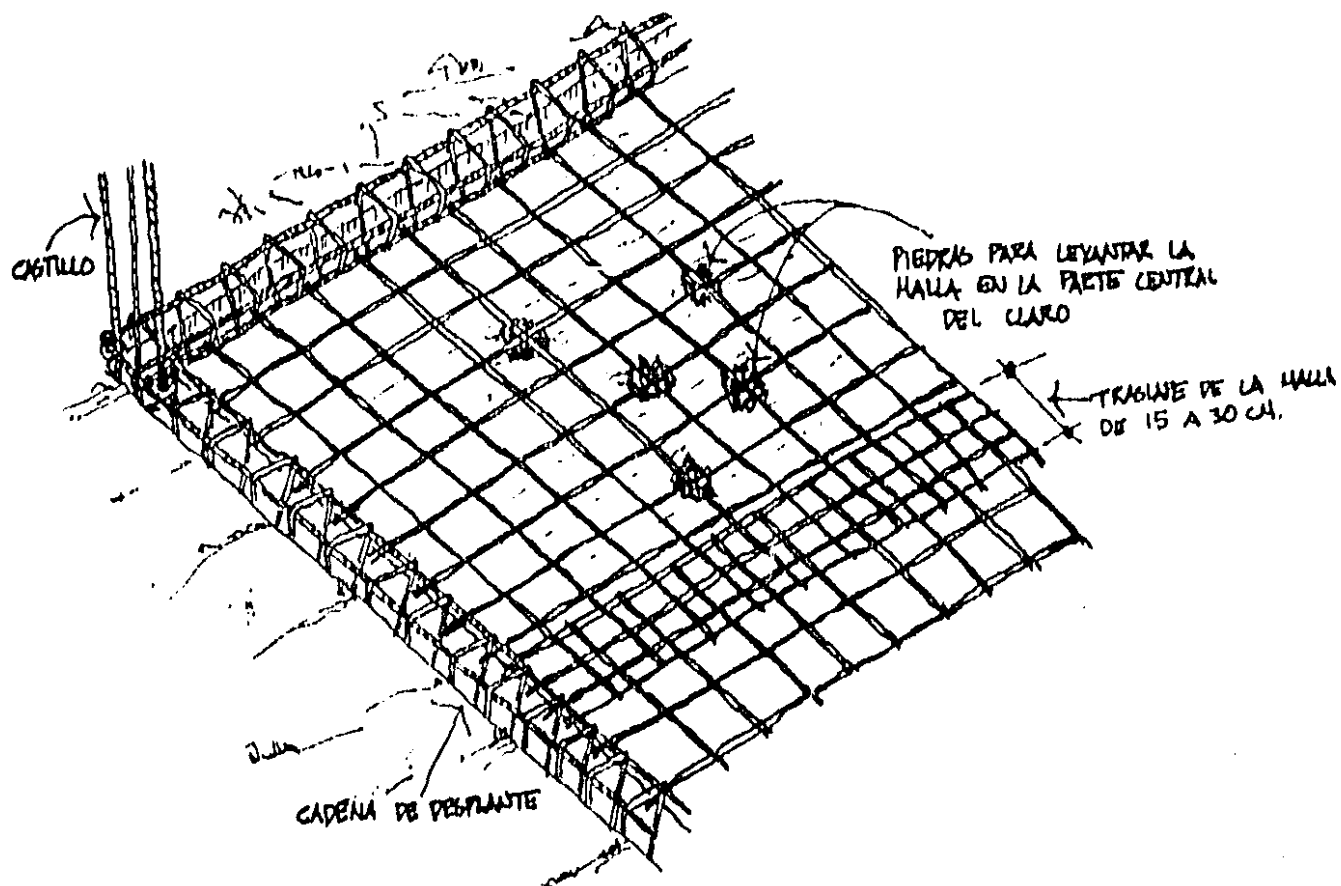 CASTILLO
PIEDRAS PARA LEVANTAR LA
MALLA EN LA PARTE CENTRAL
DEL CLARO
TRASLAPE DE LA MALLA
DE 15 A 30 CM.
CADENA DE DESPLANTE